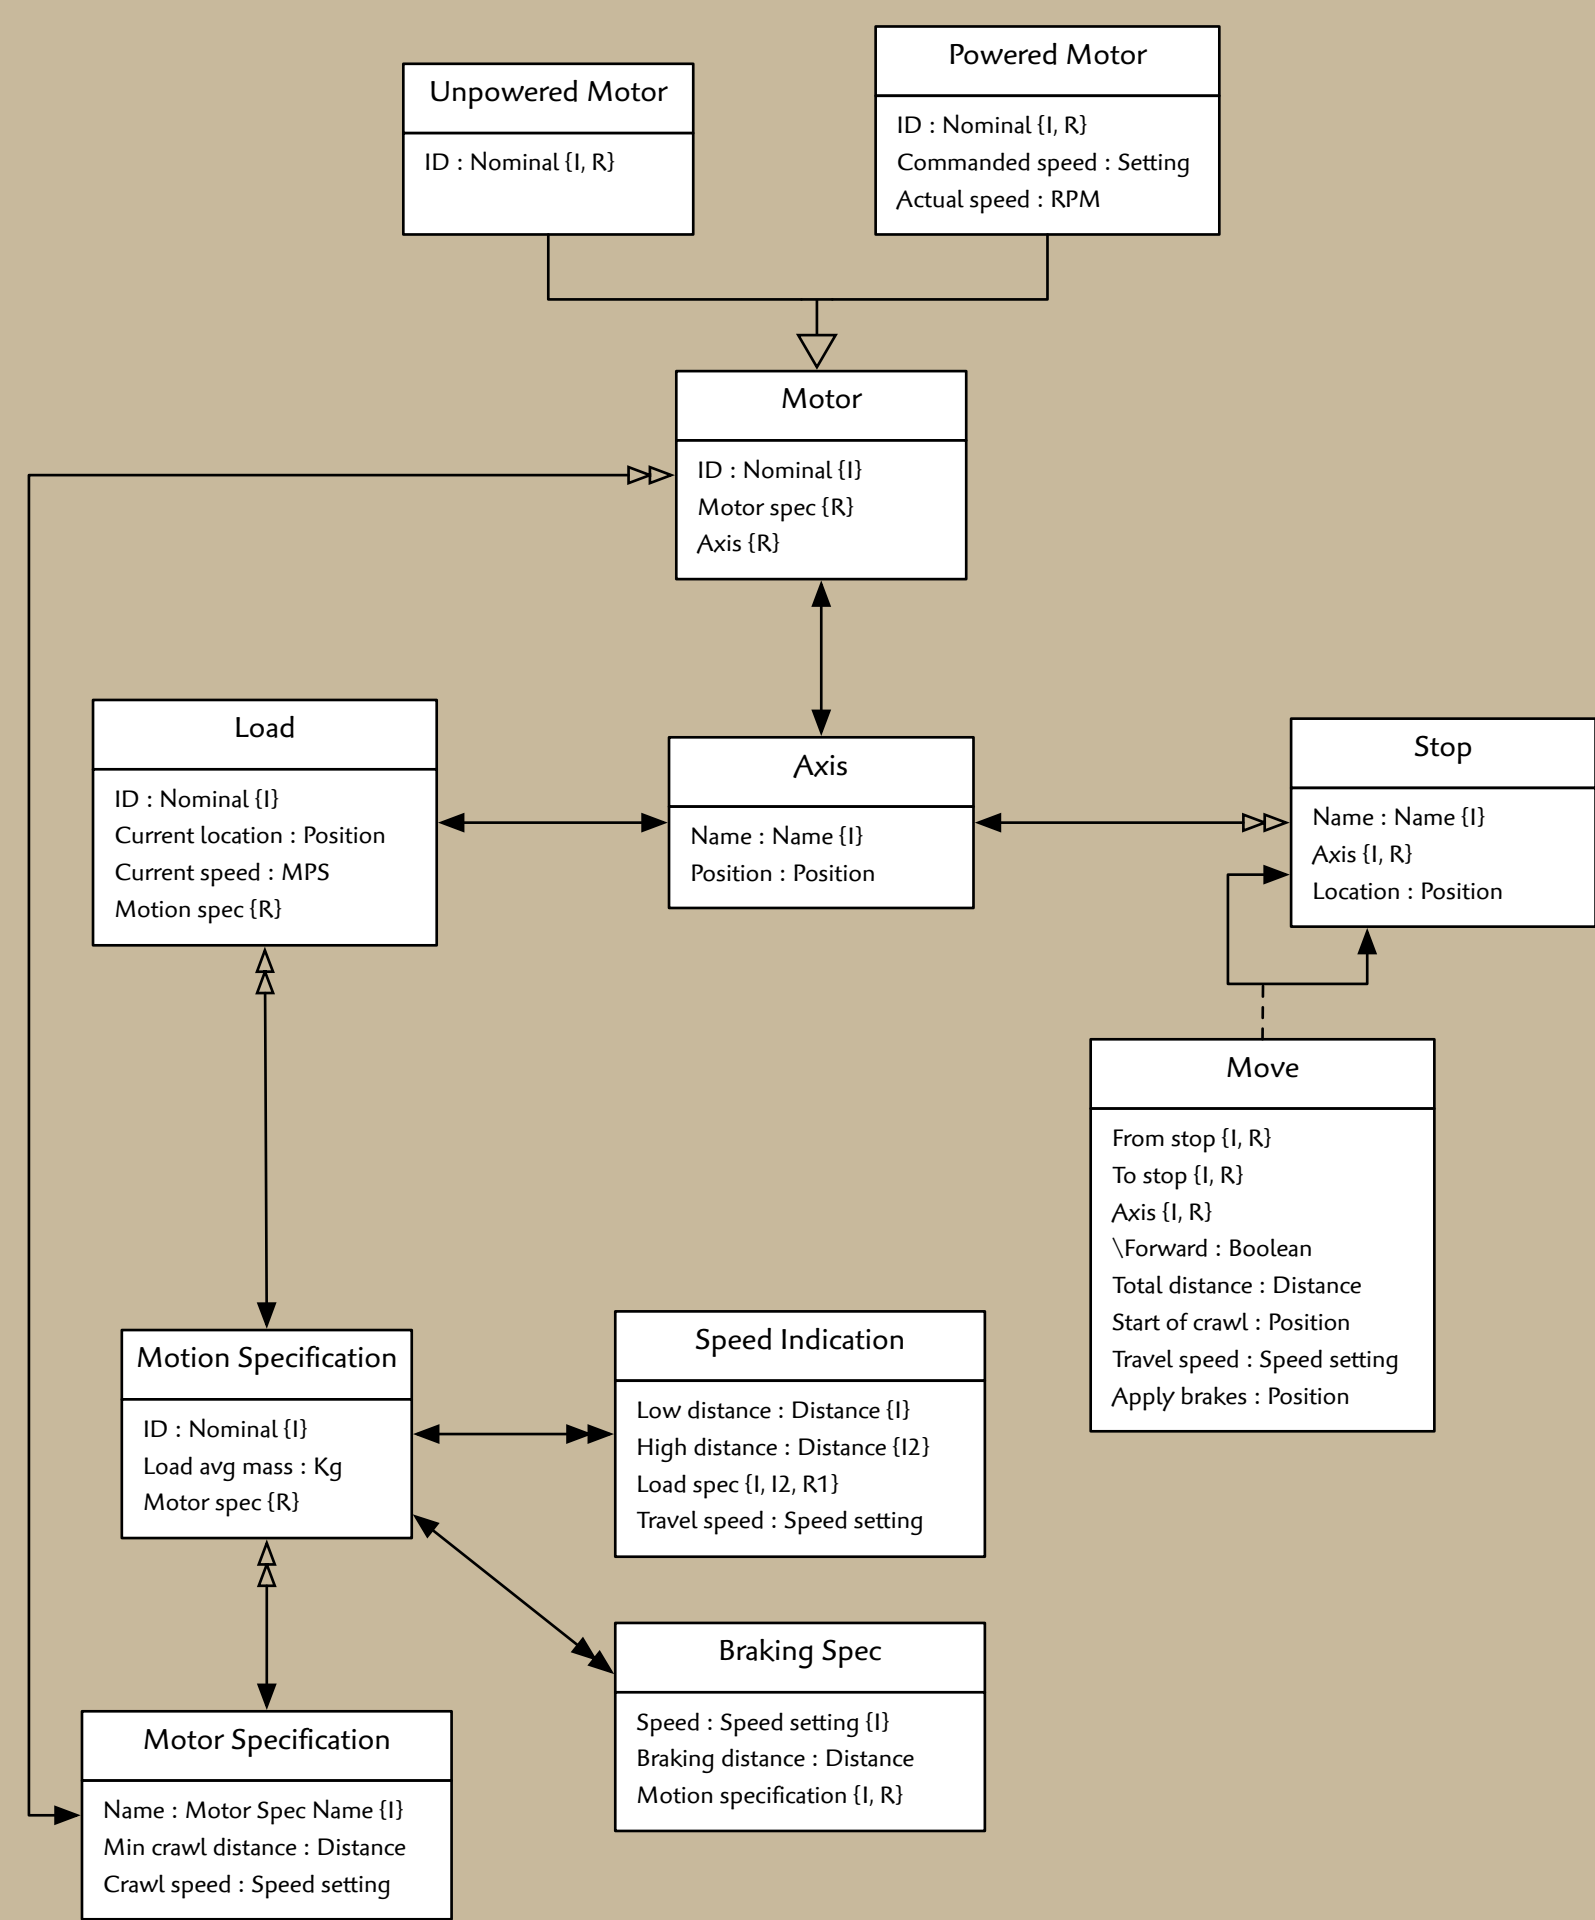 Unpowered Motor
ID : Nominal {I, R}
Powered Motor
ID : Nominal {I, R}
Commanded speed : Setting
Actual speed : RPM
Motor
ID : Nominal {I}
Motor spec {R}
Axis {R}
Load
ID : Nominal {I}
Current location : Position
Current speed : MPS
Motion spec {R}
Axis
Name : Name {I}
Position : Position
Stop
Name : Name {I}
Axis {I, R}
Location : Position
Move
From stop {I, R}
To stop {I, R}
Axis {I, R}
\Forward : Boolean
Total distance : Distance
Start of crawl : Position
Travel speed : Speed setting
Apply brakes : Position
Motion Specification
ID : Nominal {I}
Load avg mass : Kg
Motor spec {R}
Speed Indication
Low distance : Distance {I}
High distance : Distance {I2}
Load spec {I, I2, R1}
Travel speed : Speed setting
Braking Spec
Speed : Speed setting {I}
Braking distance : Distance
Motion specification {I, R}
Motor Specification
Name : Motor Spec Name {I}
Min crawl distance : Distance
Crawl speed : Speed setting